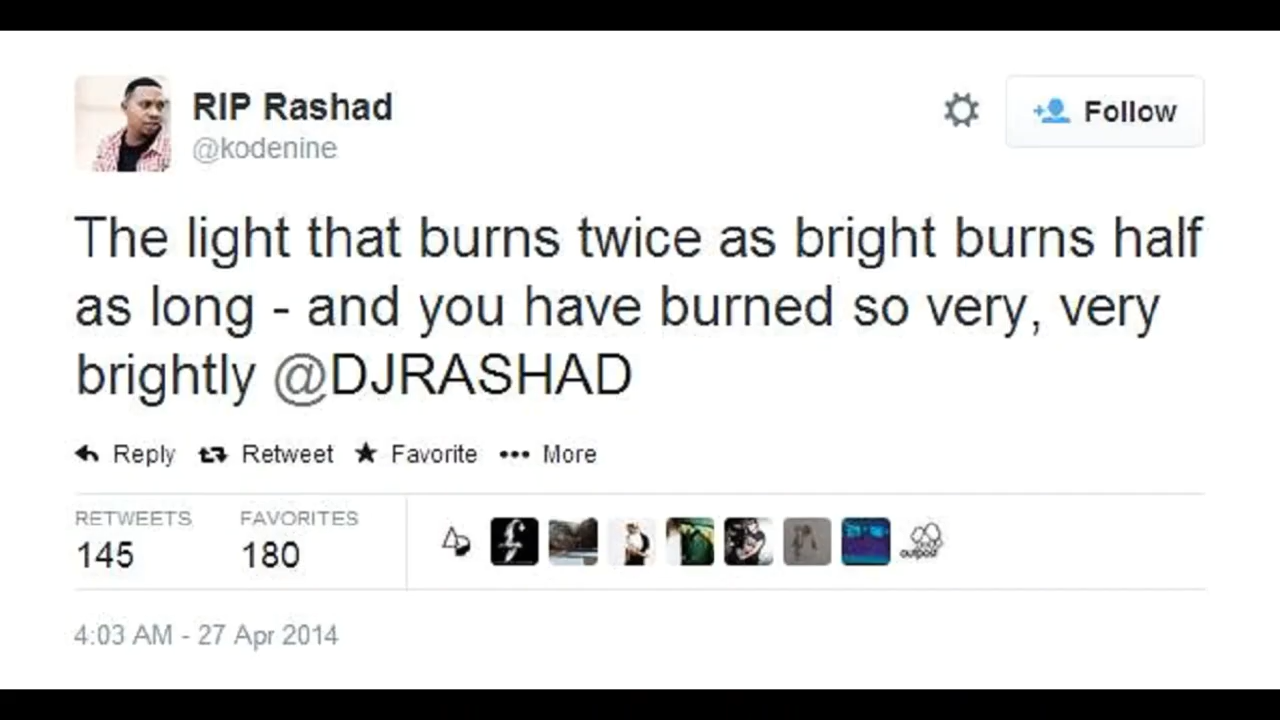 RIP Rashad
@kodenine
Follow
The light that burns twice as bright burns half
as long - and you have burned so very, very
brightly @DJRASHAD
Reply Retweet Favorite More
RETWEETS FAVORITES
145 180
outpost
4:03 AM - 27 Apr 2014